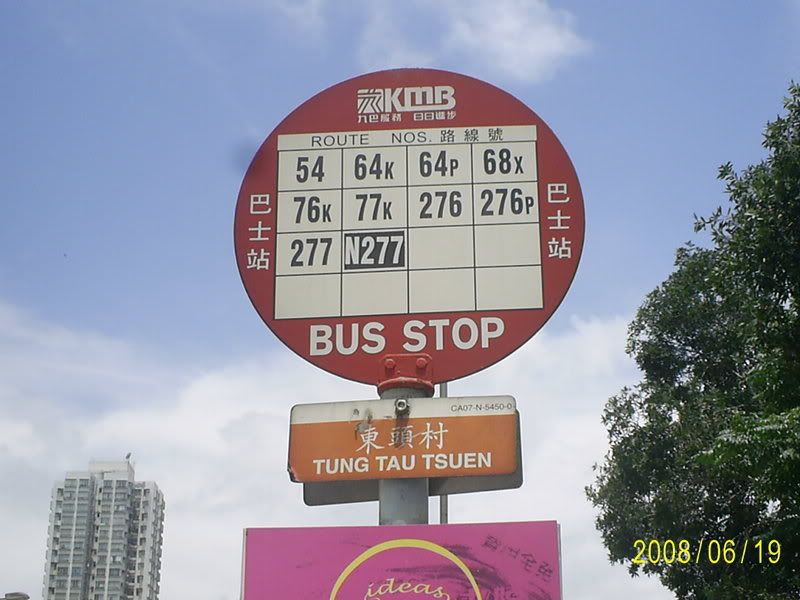 KMB
九巴服務 日日進步
ROUTE NOS. 路線號
54 64K 64P 68X
76K 77K 276 276P
277 N277
巴士站
巴士站
BUS STOP
CA07-N-5450-0
東頭村
TUNG TAU TSUEN
ideas
2008/06/19